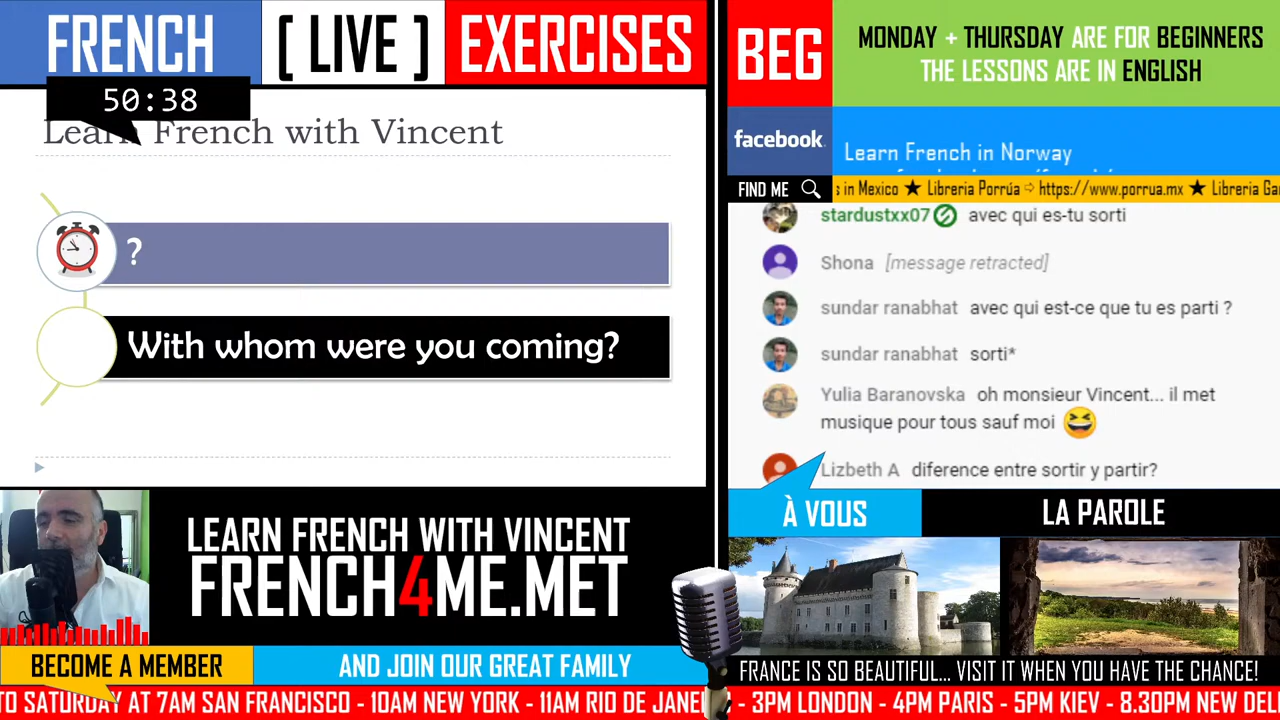 FRENCH
[ LIVE ]
EXERCISES
50:38
Learn French with Vincent
?
With whom were you coming?
LEARN FRENCH WITH VINCENT
FRENCH4ME.MET
BECOME A MEMBER
AND JOIN OUR GREAT FAMILY
BEG
MONDAY + THURSDAY ARE FOR BEGINNERS
THE LESSONS ARE IN ENGLISH
facebook
Learn French in Norway
FIND ME
s in Mexico ★ Libreria Porrúa ⇨ https://www.porrua.mx ★ Libreria Ga
stardustxx07 avec qui es-tu sorti
Shona [message retracted]
sundar ranabhat avec qui est-ce que tu es parti ?
sundar ranabhat sorti*
Yulia Baranovska oh monsieur Vincent... il met
musique pour tous sauf moi 😆
Lizbeth A diference entre sortir y partir?
À VOUS
LA PAROLE
FRANCE IS SO BEAUTIFUL... VISIT IT WHEN YOU HAVE THE CHANCE!
TO SATURDAY AT 7AM SAN FRANCISCO - 10AM NEW YORK - 11AM RIO DE JANEI - 3PM LONDON - 4PM PARIS - 5PM KIEV - 8.30PM NEW DEL